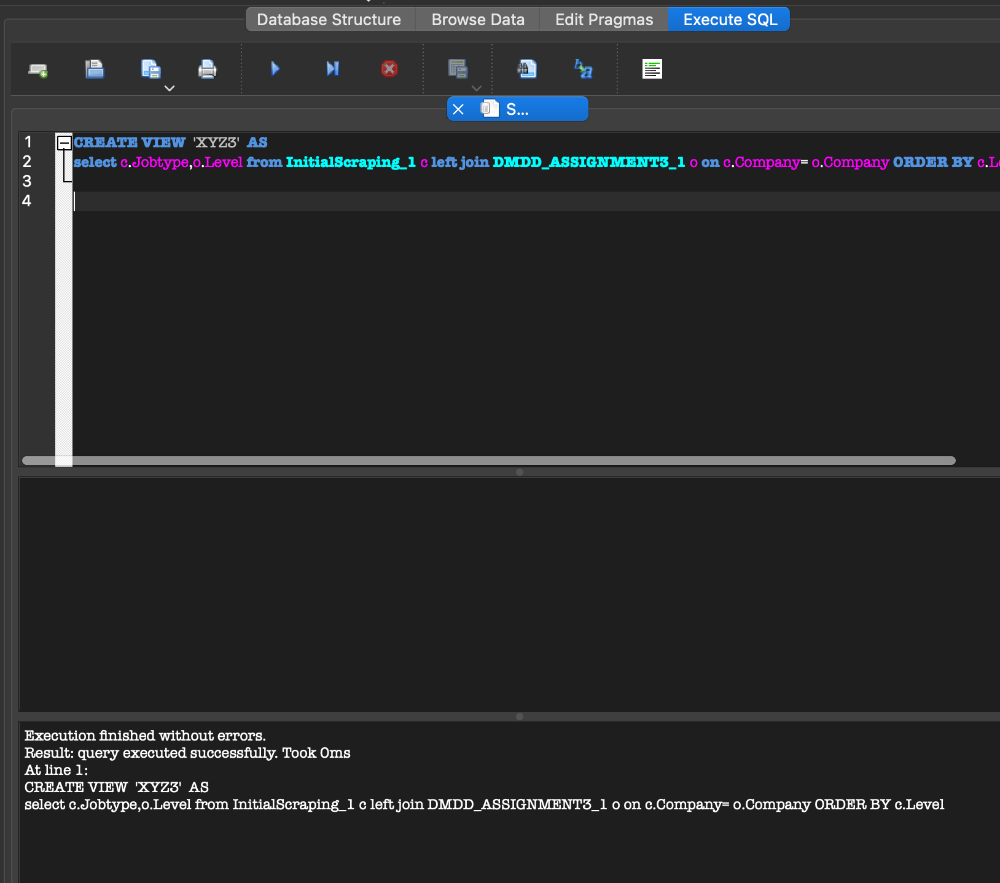 Database Structure Browse Data Edit Pragmas Execute SQL
S...
1 CREATE VIEW 'XYZ3' AS
2 select c.Jobtype,o.Level from InitialScraping_1 c left join DMDD_ASSIGNMENT3_1 o on c.Company= o.Company ORDER BY c.L
3
4
Execution finished without errors.
Result: query executed successfully. Took 0ms
At line 1:
CREATE VIEW 'XYZ3' AS
select c.Jobtype,o.Level from InitialScraping_1 c left join DMDD_ASSIGNMENT3_1 o on c.Company= o.Company ORDER BY c.Level